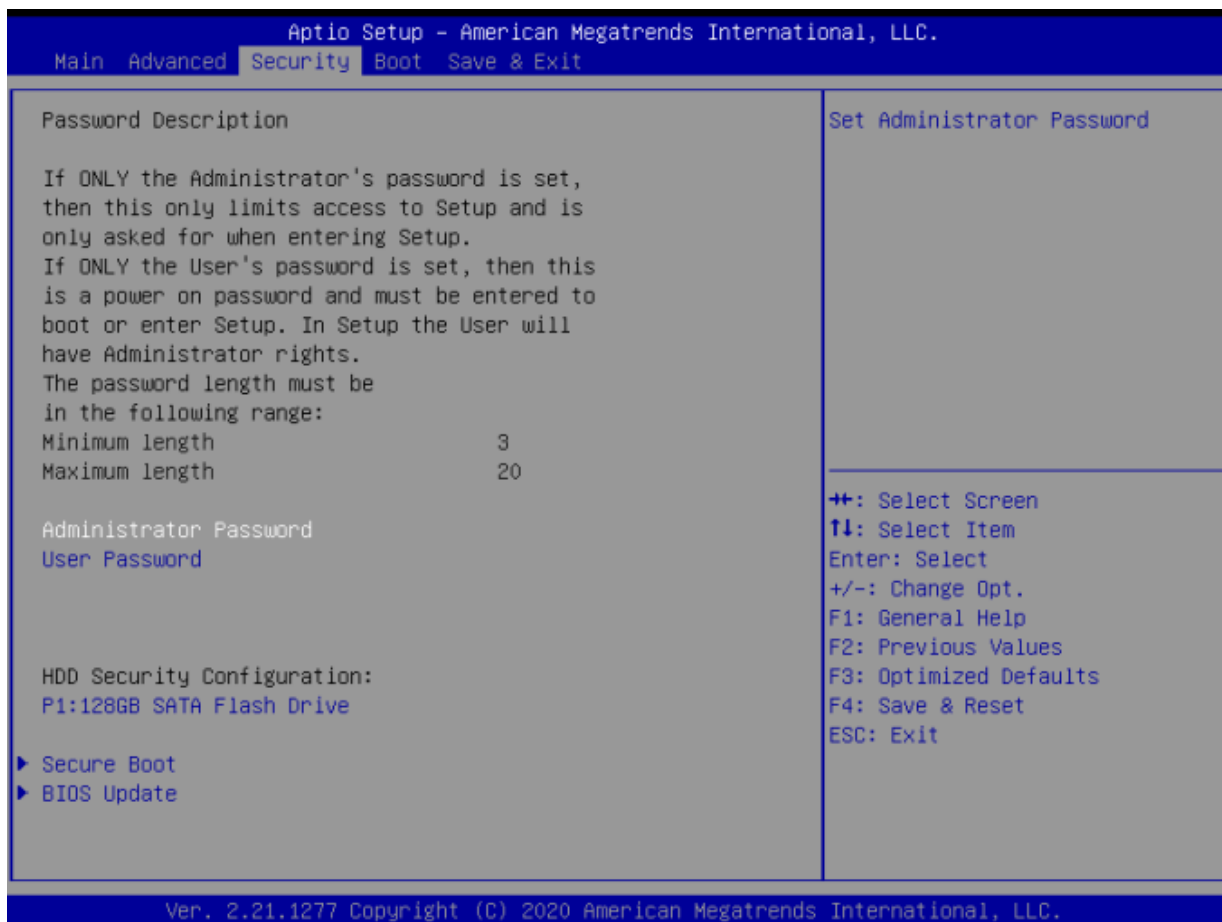 Aptio Setup – American Megatrends International, LLC.
Main Advanced Security Boot Save & Exit
Password Description
If ONLY the Administrator's password is set,
then this only limits access to Setup and is
only asked for when entering Setup.
If ONLY the User's password is set, then this
is a power on password and must be entered to
boot or enter Setup. In Setup the User will
have Administrator rights.
The password length must be
in the following range:
Minimum length 3
Maximum length 20
Administrator Password
User Password
HDD Security Configuration:
P1:128GB SATA Flash Drive
Secure Boot
BIOS Update
Set Administrator Password
→←: Select Screen
↑↓: Select Item
Enter: Select
+/-: Change Opt.
F1: General Help
F2: Previous Values
F3: Optimized Defaults
F4: Save & Reset
ESC: Exit
Ver. 2.21.1277 Copyright (C) 2020 American Megatrends International, LLC.